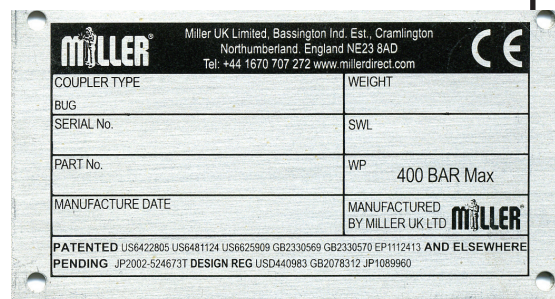 MILLER®
Miller UK Limited, Bassington Ind. Est., Cramlington
Northumberland. England NE23 8AD
Tel: +44 1670 707 272 www.millerdirect.com
CE
COUPLER TYPE
BUG
WEIGHT
SERIAL No.
SWL
PART No.
WP
400 BAR Max
MANUFACTURE DATE
MANUFACTURED
BY MILLER UK LTD
MILLER®
PATENTED US6422805 US6481124 US6625909 GB2330569 GB2330570 EP1112413 AND ELSEWHERE
PENDING JP2002-524673T DESIGN REG USD440983 GB2078312 JP1089960